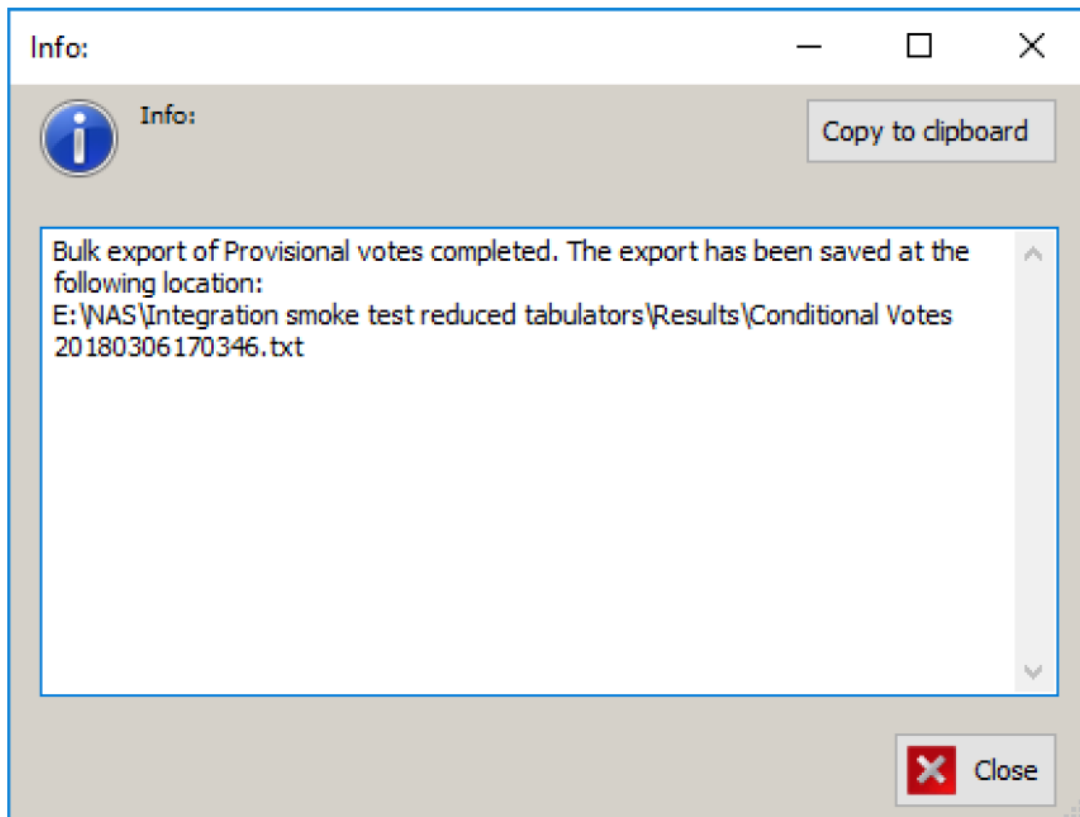 Info:
Info:
Copy to clipboard
Bulk export of Provisional votes completed. The export has been saved at the
following location:
E:\NAS\Integration smoke test reduced tabulators\Results\Conditional Votes
20180306170346.txt
Close